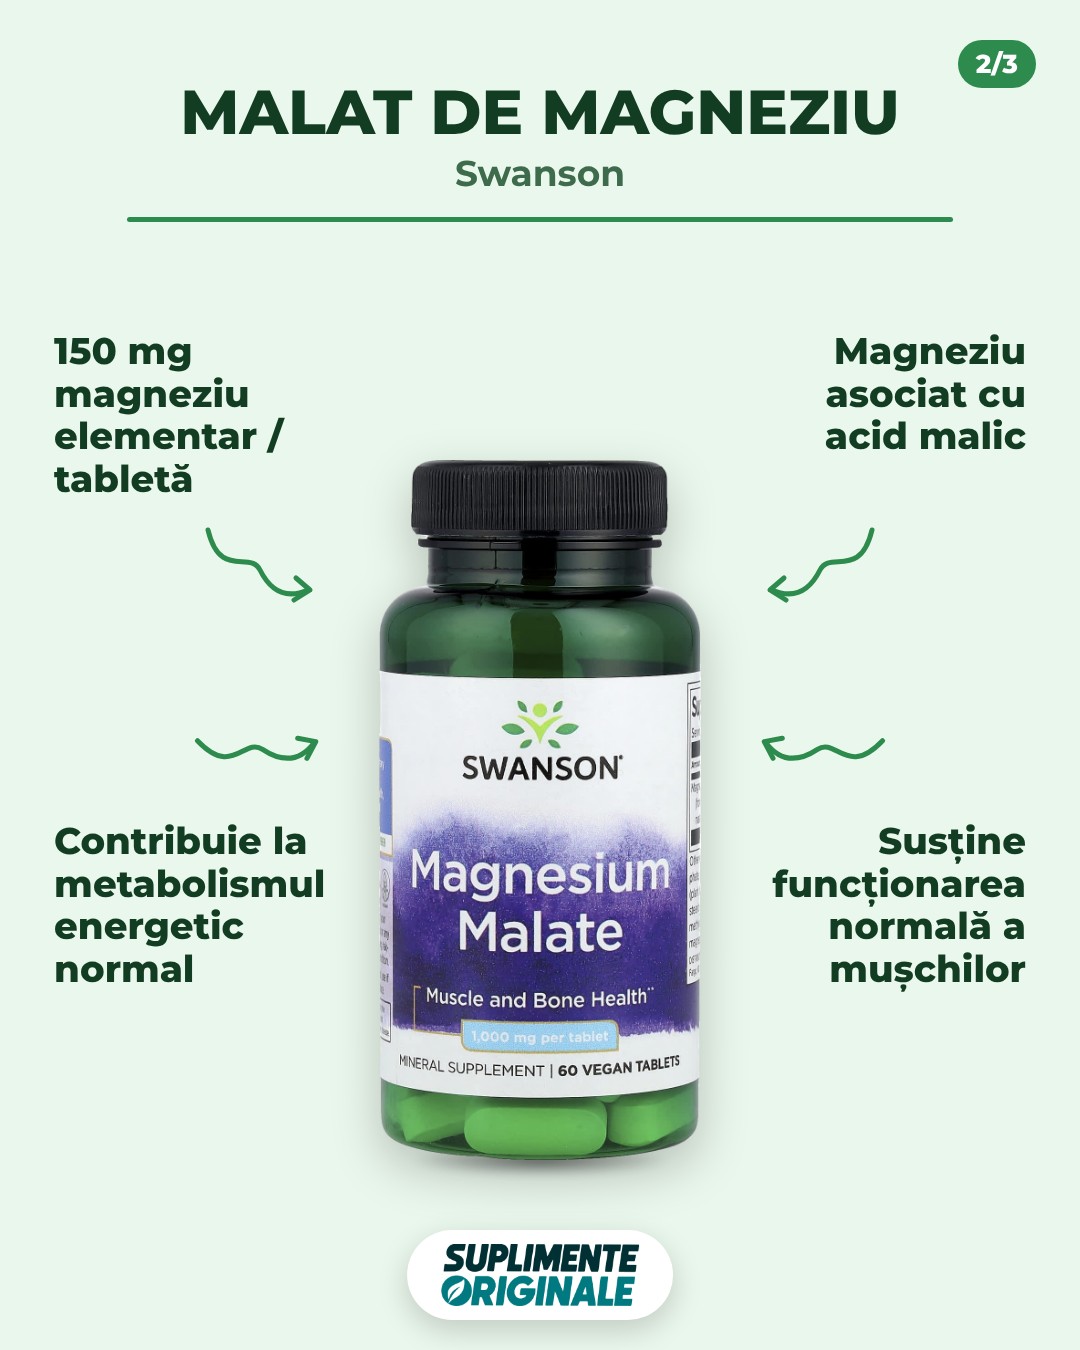 2/3
MALAT DE MAGNEZIU
Swanson
150 mg
magneziu
elementar /
tabletă
Magneziu
asociat cu
acid malic
Contribuie la
metabolismul
energetic
normal
Susține
funcționarea
normală a
mușchilor
SWANSON
Magnesium
Malate
Muscle and Bone Health
1,000 mg per tablet
MINERAL SUPPLEMENT | 60 VEGAN TABLETS
SUPLIMENTE
ORIGINALE